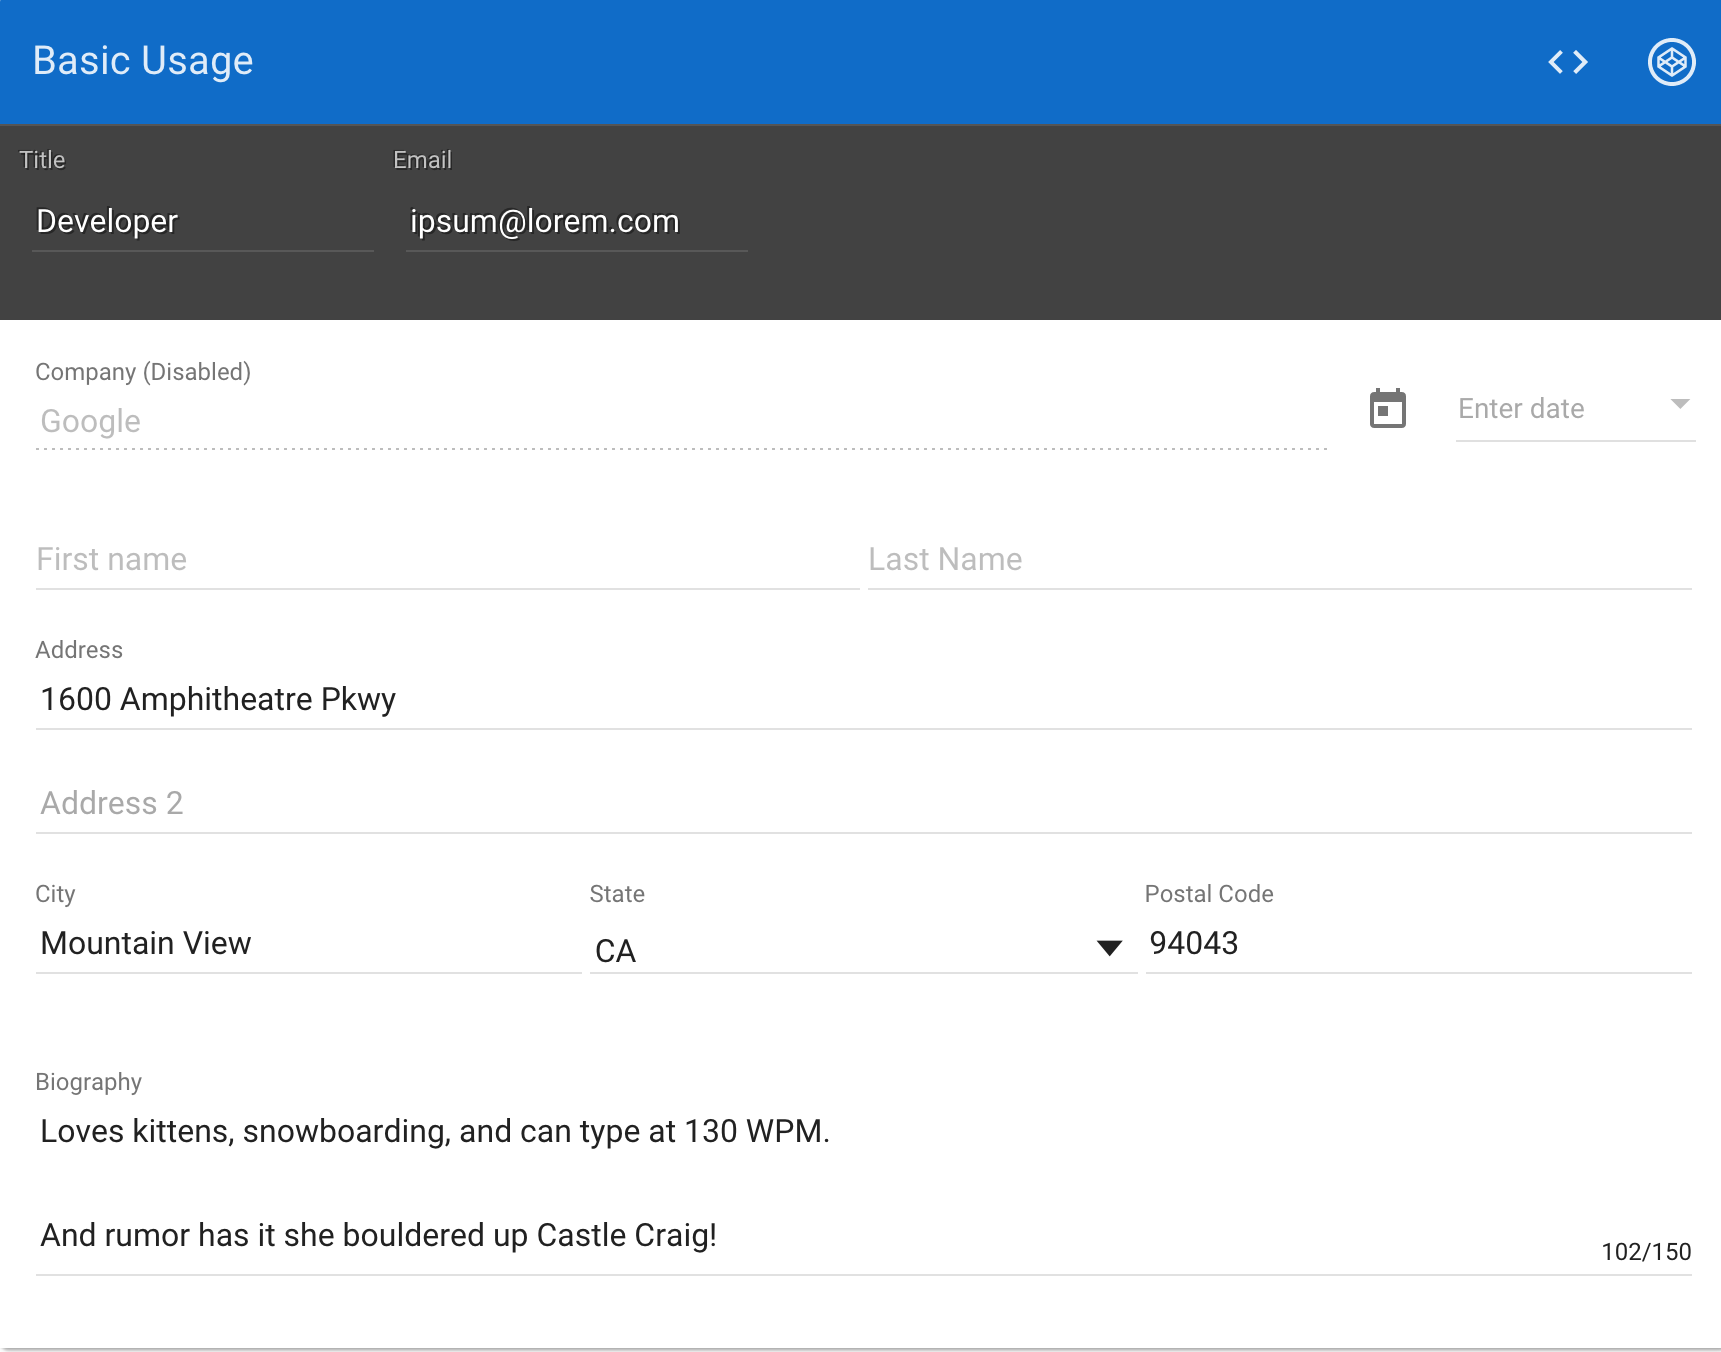 Basic Usage
Title
Email
Developer
ipsum@lorem.com
Company (Disabled)
Google
Enter date
First name
Last Name
Address
1600 Amphitheatre Pkwy
Address 2
City
State
Postal Code
Mountain View
CA
94043
Biography
Loves kittens, snowboarding, and can type at 130 WPM.
And rumor has it she bouldered up Castle Craig!
102/150